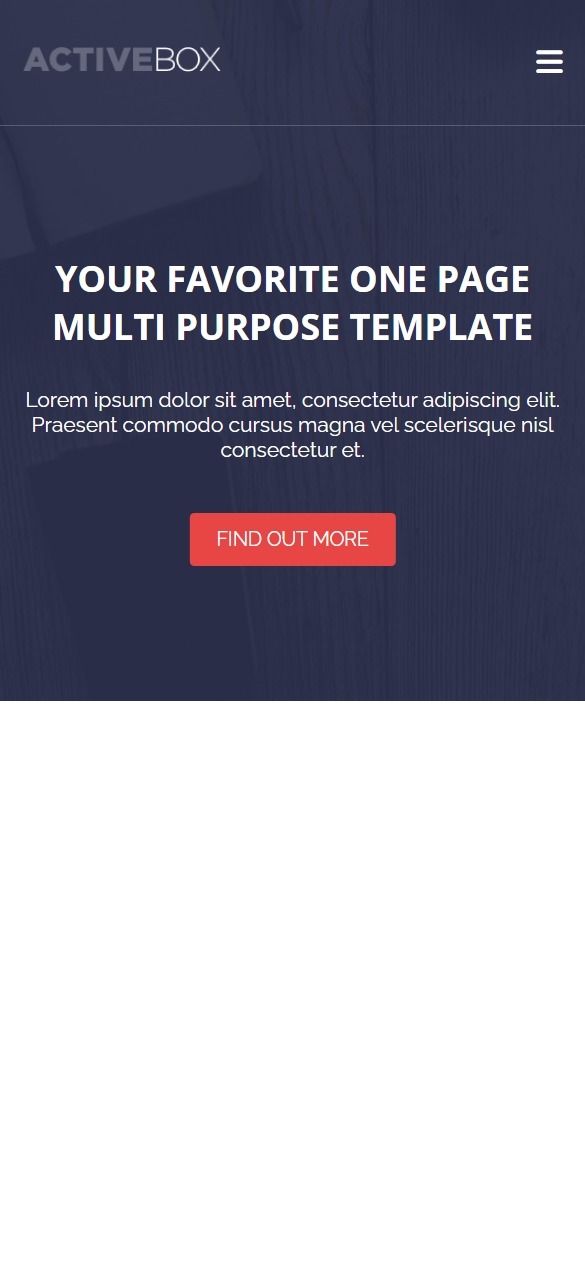 ACTIVEBOX
YOUR FAVORITE ONE PAGE
MULTI PURPOSE TEMPLATE
Lorem ipsum dolor sit amet, consectetur adipiscing elit.
Praesent commodo cursus magna vel scelerisque nisl
consectetur et.
FIND OUT MORE